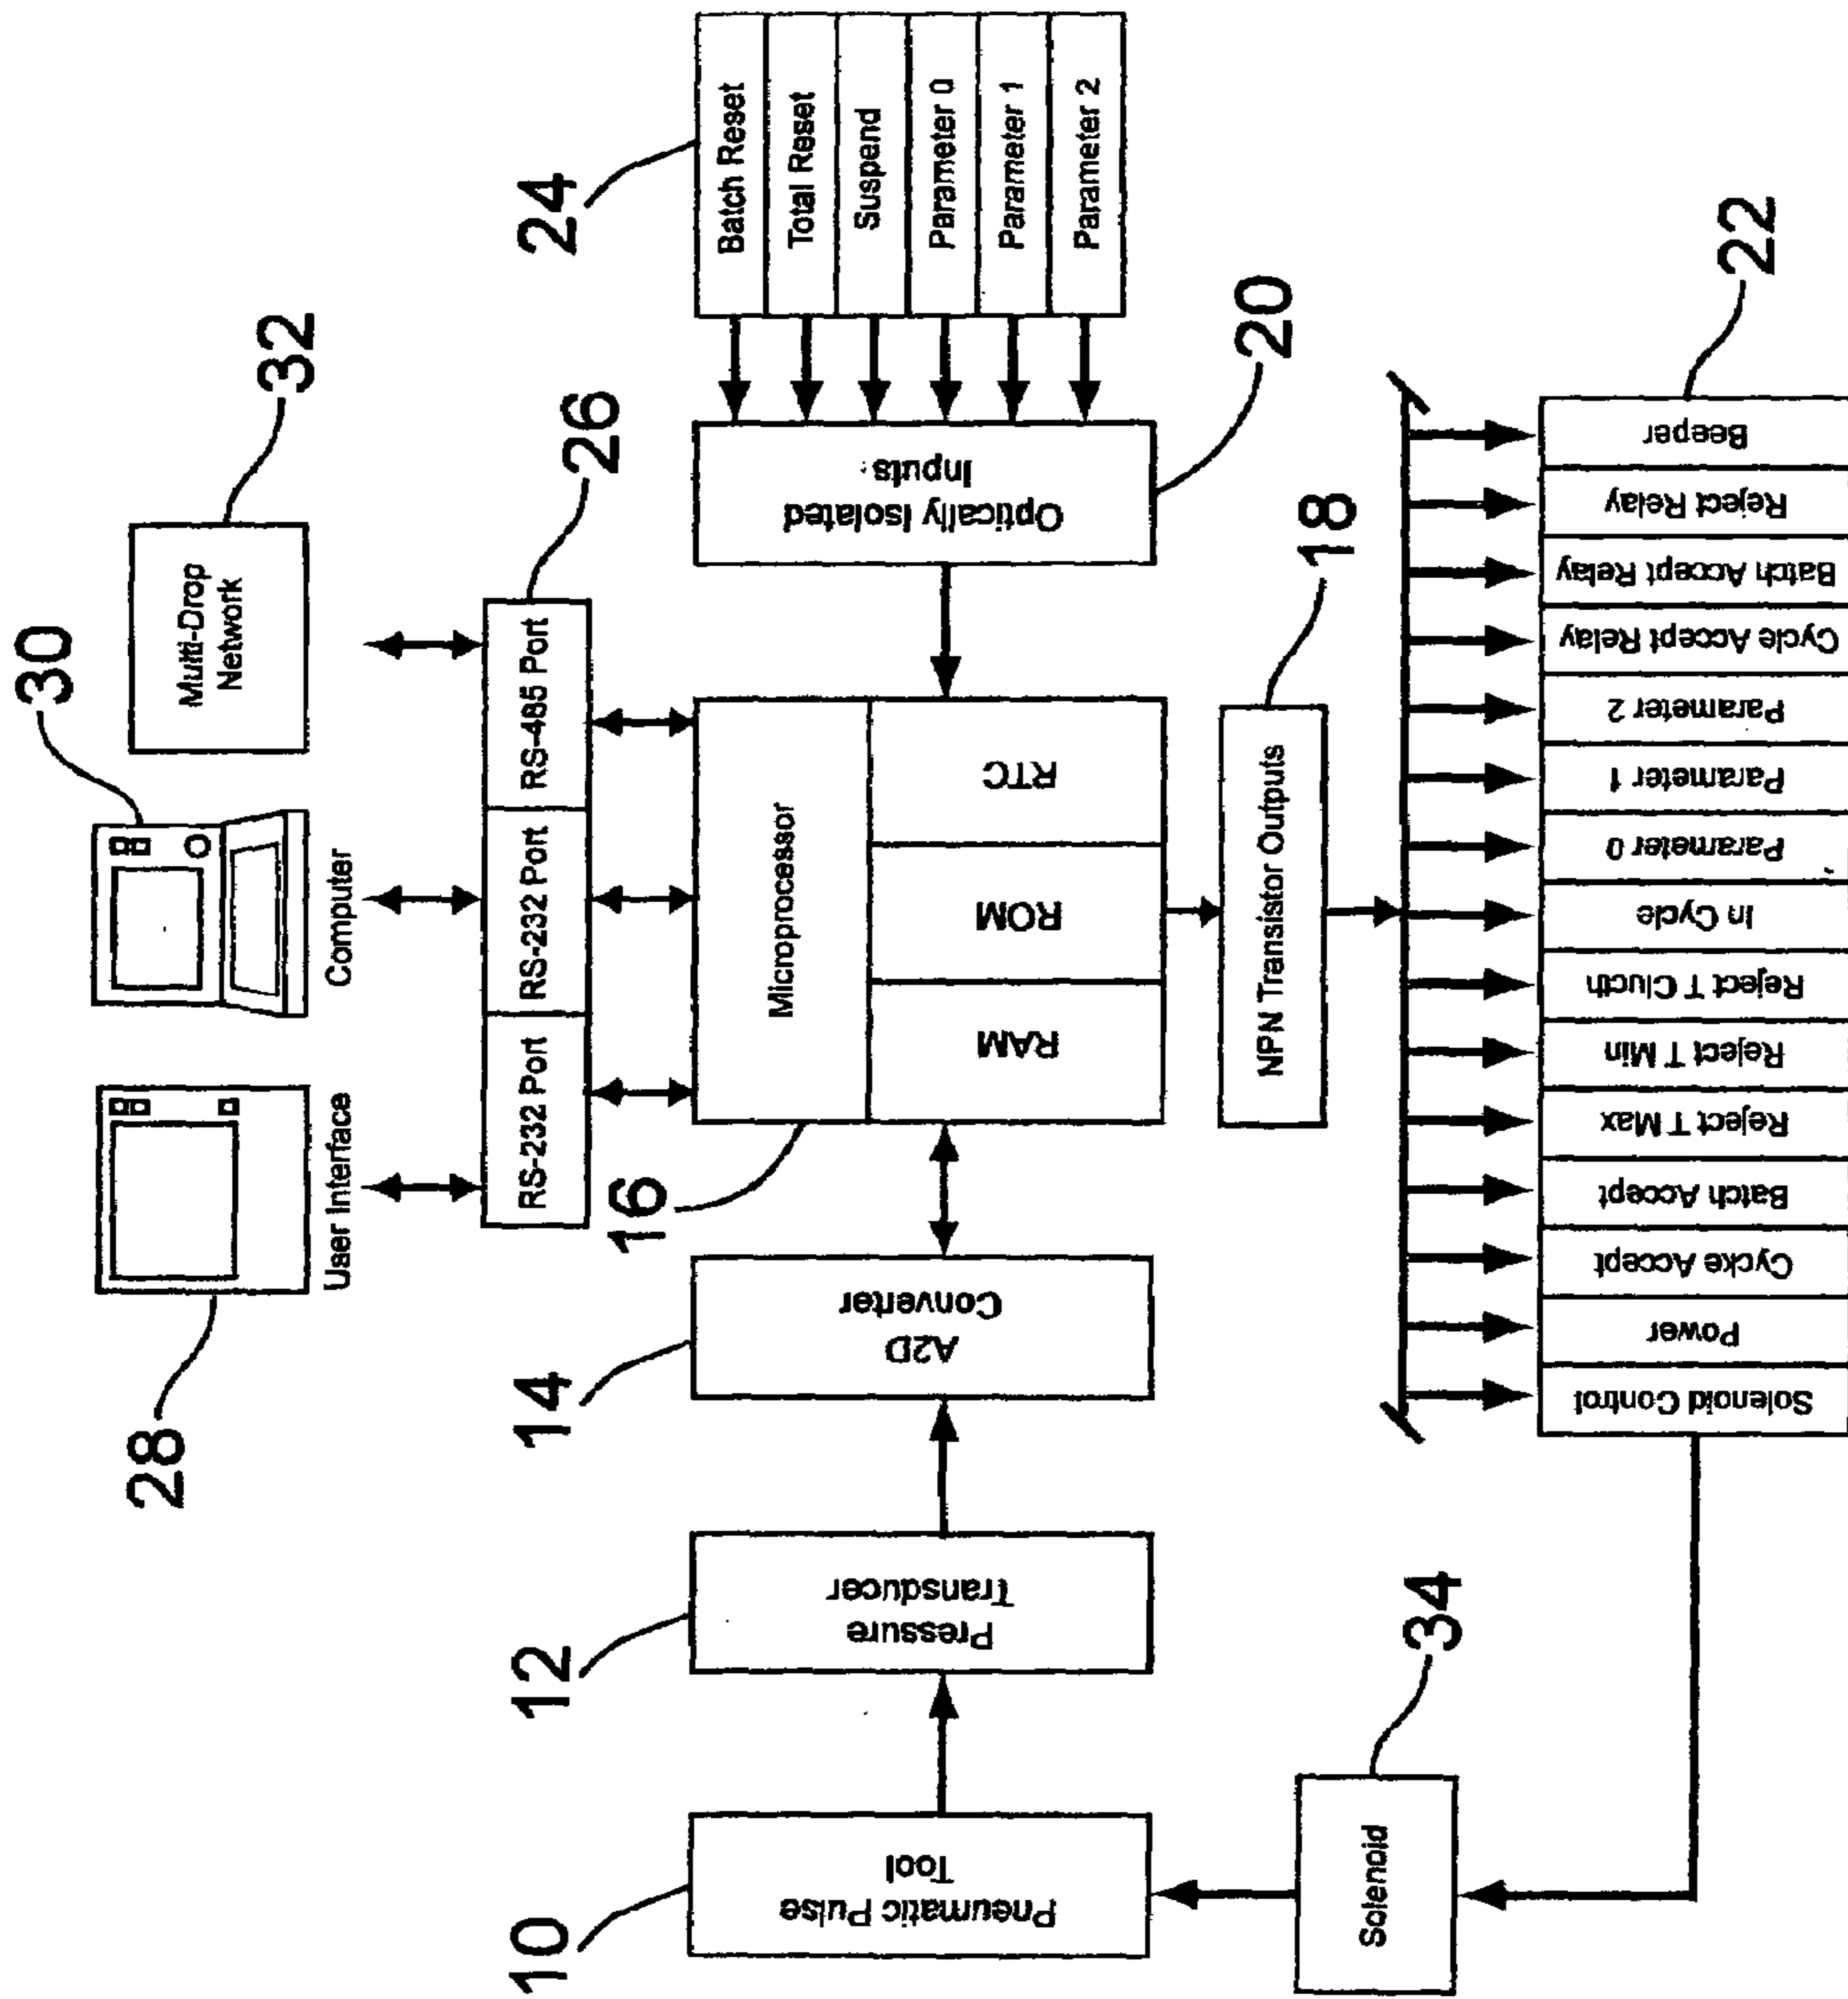 28
30
32
User Interface
Computer
Multi-Drop
Network
RS-232 Port
RS-232 Port
RS-485 Port
26
24
16
10
Pneumatic Pulse
Tool
12
Pressure
Transducer
14
A2D
Converter
Microprocessor
RAM
ROM
RTC
Optically Isolated
Inputs
20
Batch Reset
Total Reset
Suspend
Parameter 0
Parameter 1
Parameter 2
NPN Transistor Outputs
18
Solenoid
34
Solenoid Control
Power
Cycke Accept
Batch Accept
Reject T Max
Reject T Min
Reject T Clucth
In Cycle
Parameter 0
Parameter 1
Parameter 2
Cycle Accept Relay
Batch Accept Relay
Reject Relay
Beeper
22